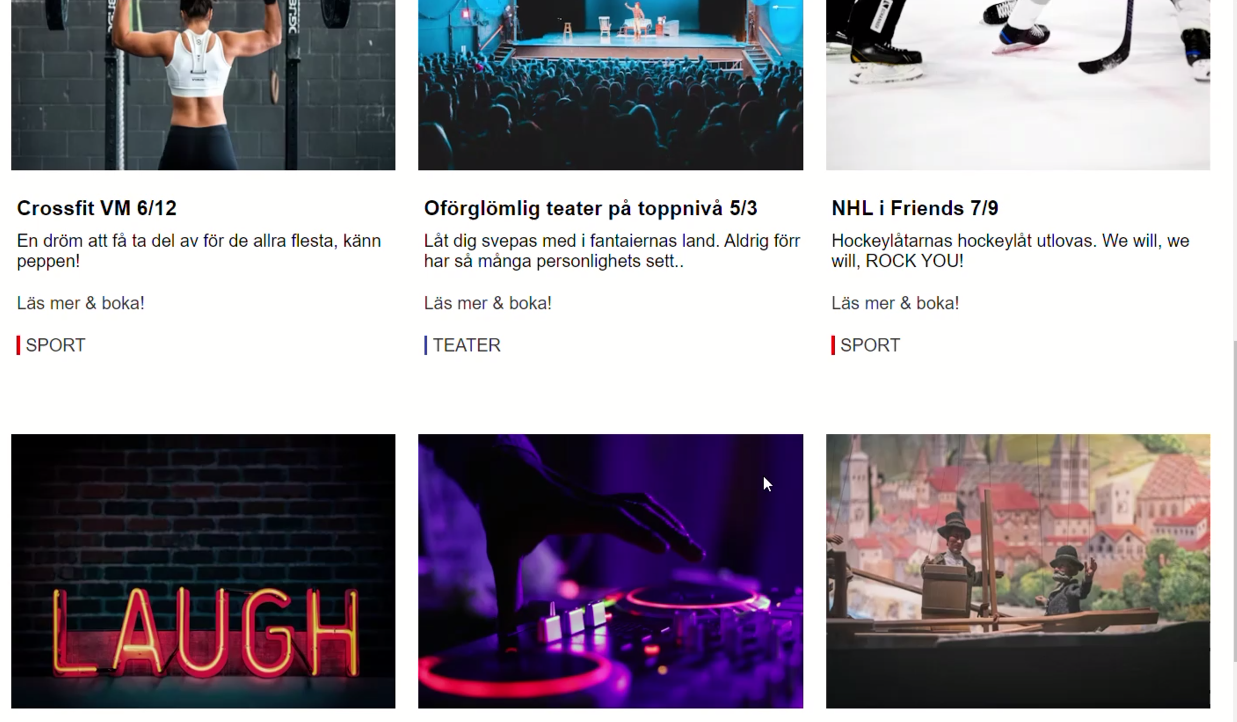 Crossfit VM 6/12
En dröm att få ta del av för de allra flesta, känn
peppen!
Läs mer & boka!
SPORT
Oförglömlig teater på toppnivå 5/3
Låt dig svepas med i fantaiernas land. Aldrig förr
har så många personlighets sett..
Läs mer & boka!
TEATER
NHL i Friends 7/9
Hockeylåtarnas hockeylåt utlovas. We will, we
will, ROCK YOU!
Läs mer & boka!
SPORT
LAUGH